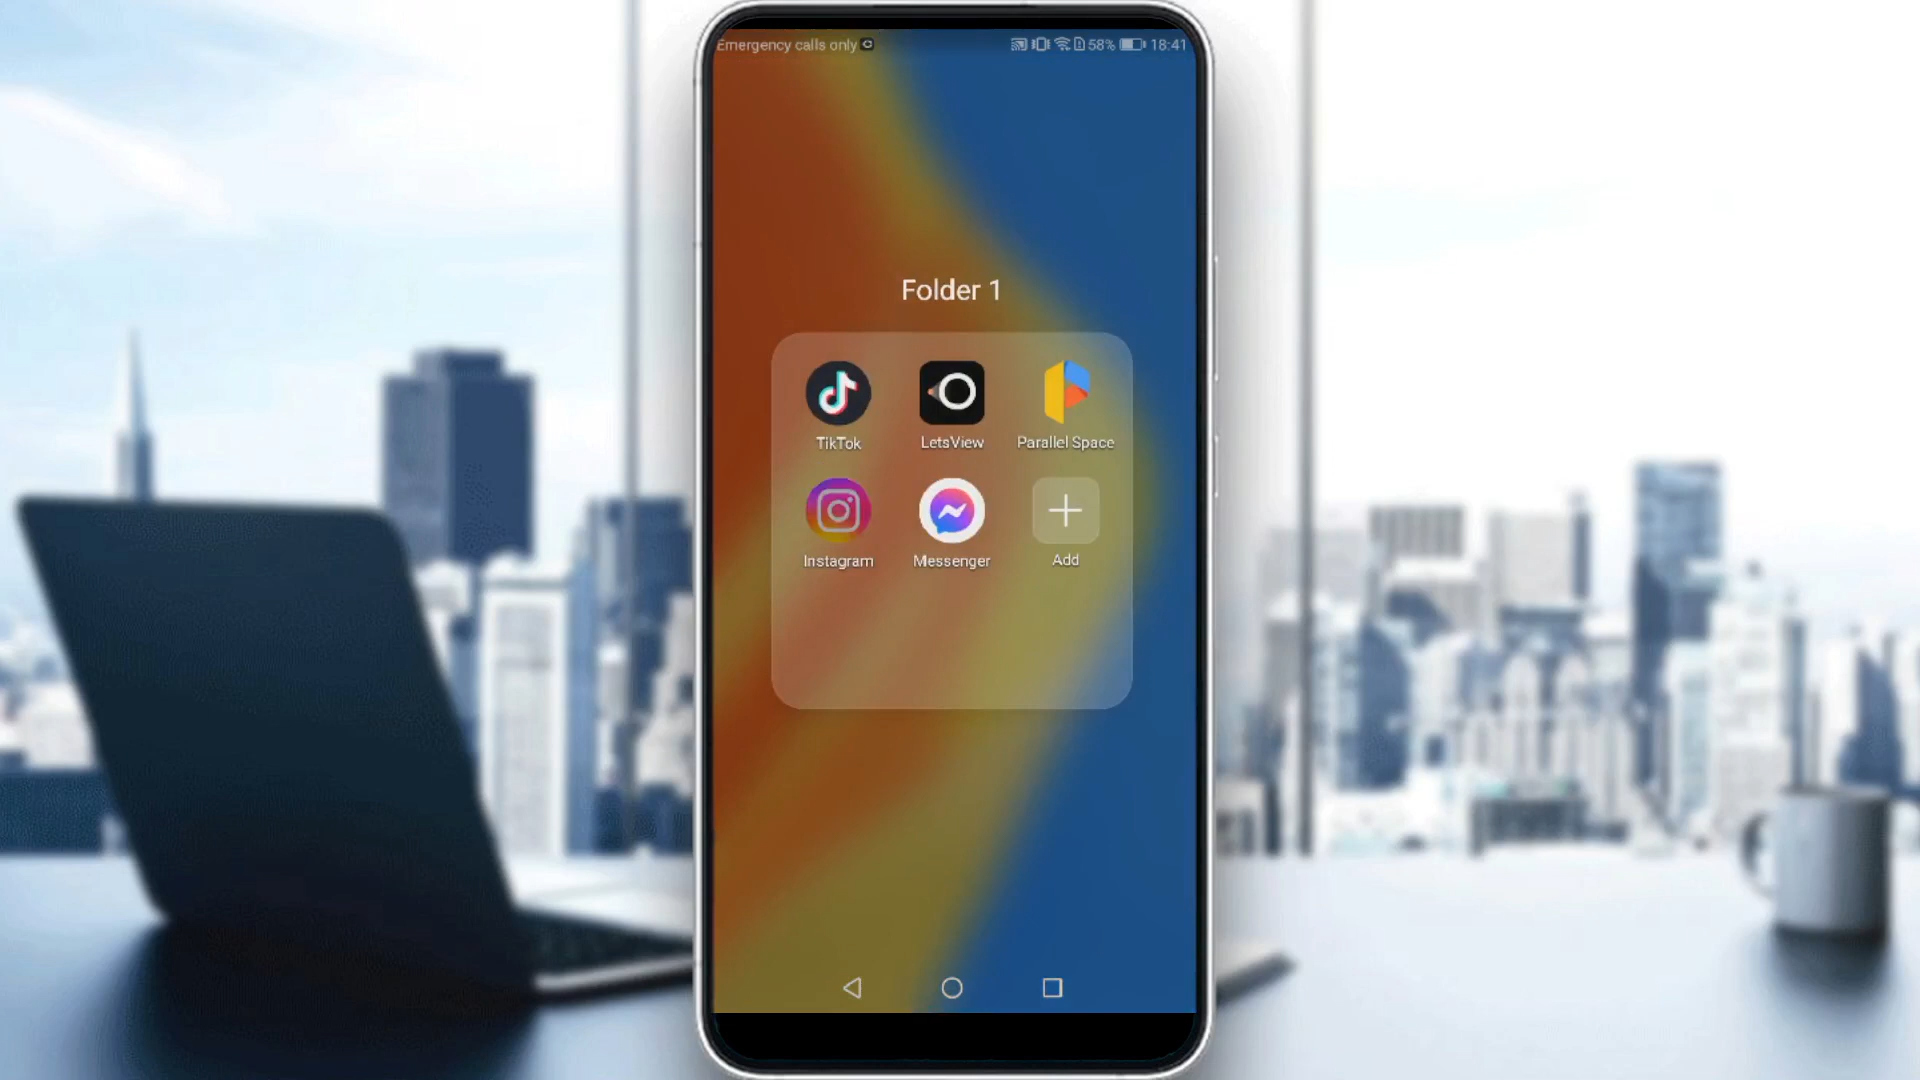 Emergency calls only 58% 18:41
Folder 1
TikTok LetsView Parallel Space
Instagram Messenger Add